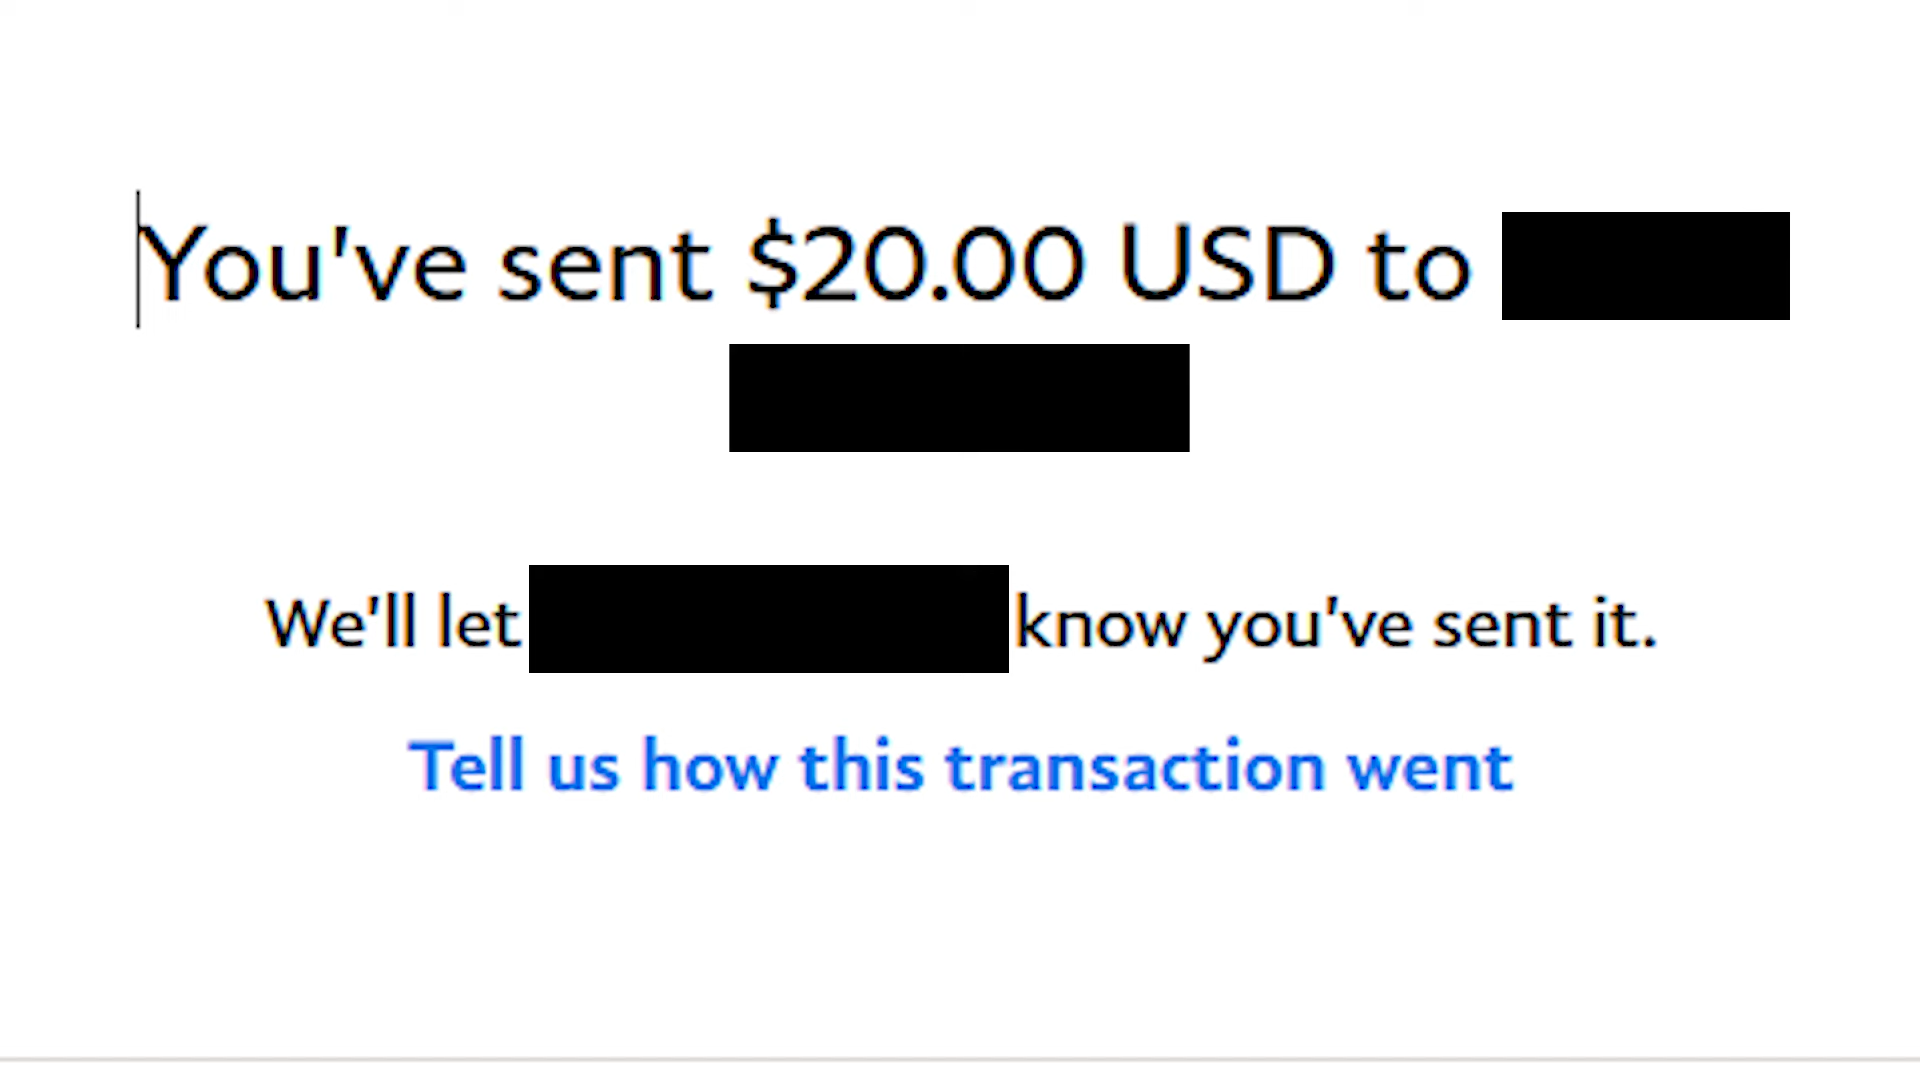 You've sent $20.00 USD to
We'll let know you've sent it.
Tell us how this transaction went